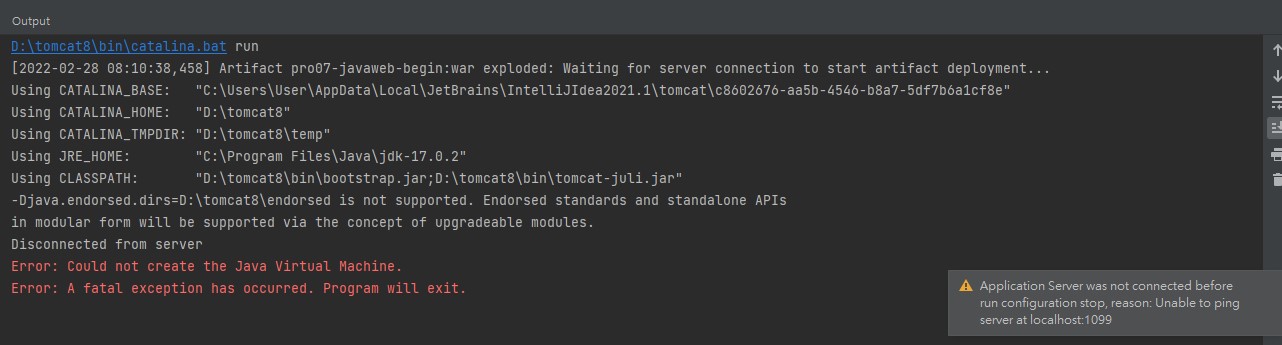 Output
D:\tomcat8\bin\catalina.bat run
[2022-02-28 08:10:38,458] Artifact pro07-javaweb-begin:war exploded: Waiting for server connection to start artifact deployment...
Using CATALINA_BASE:   "C:\Users\User\AppData\Local\JetBrains\IntelliJIdea2021.1\tomcat\c8602676-aa5b-4546-b8a7-5df7b6a1cf8e"
Using CATALINA_HOME:   "D:\tomcat8"
Using CATALINA_TMPDIR: "D:\tomcat8\temp"
Using JRE_HOME:        "C:\Program Files\Java\jdk-17.0.2"
Using CLASSPATH:       "D:\tomcat8\bin\bootstrap.jar;D:\tomcat8\bin\tomcat-juli.jar"
-Djava.endorsed.dirs=D:\tomcat8\endorsed is not supported. Endorsed standards and standalone APIs
in modular form will be supported via the concept of upgradeable modules.
Disconnected from server
Error: Could not create the Java Virtual Machine.
Error: A fatal exception has occurred. Program will exit.
Application Server was not connected before
run configuration stop, reason: Unable to ping
server at localhost:1099